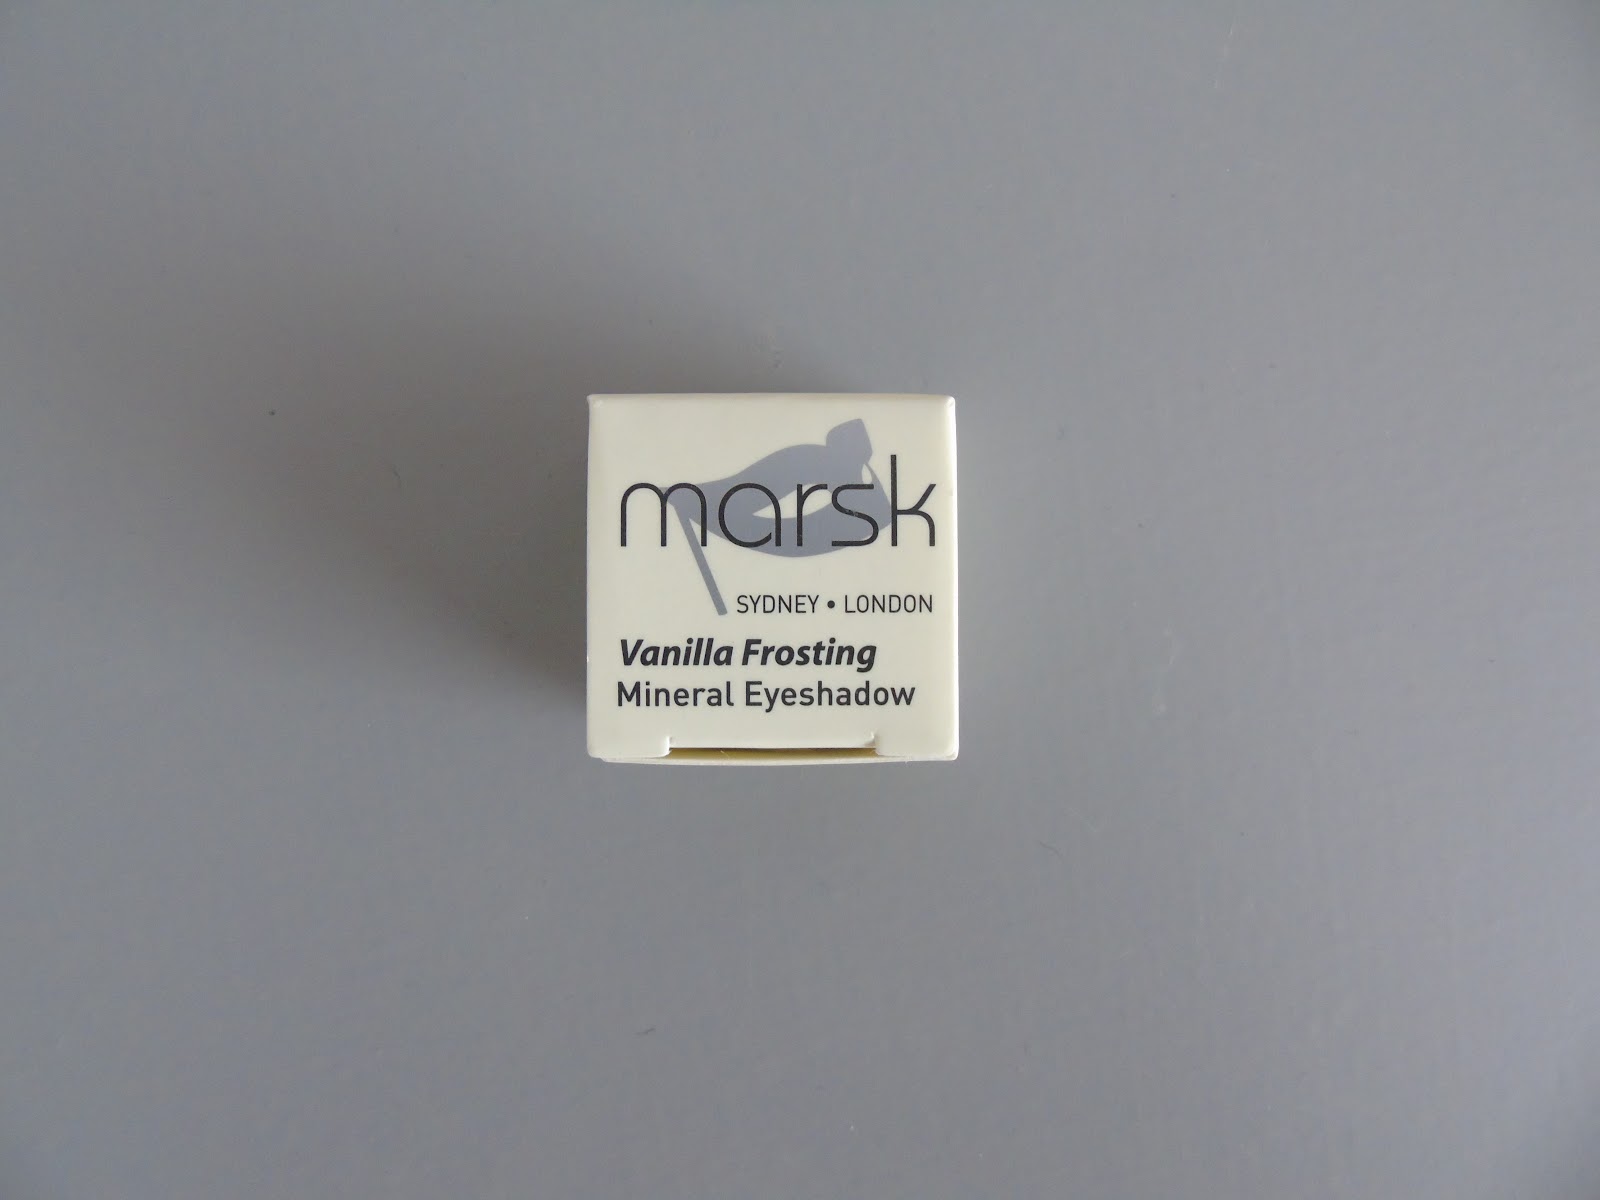 marsk
SYDNEY • LONDON
Vanilla Frosting
Mineral Eyeshadow